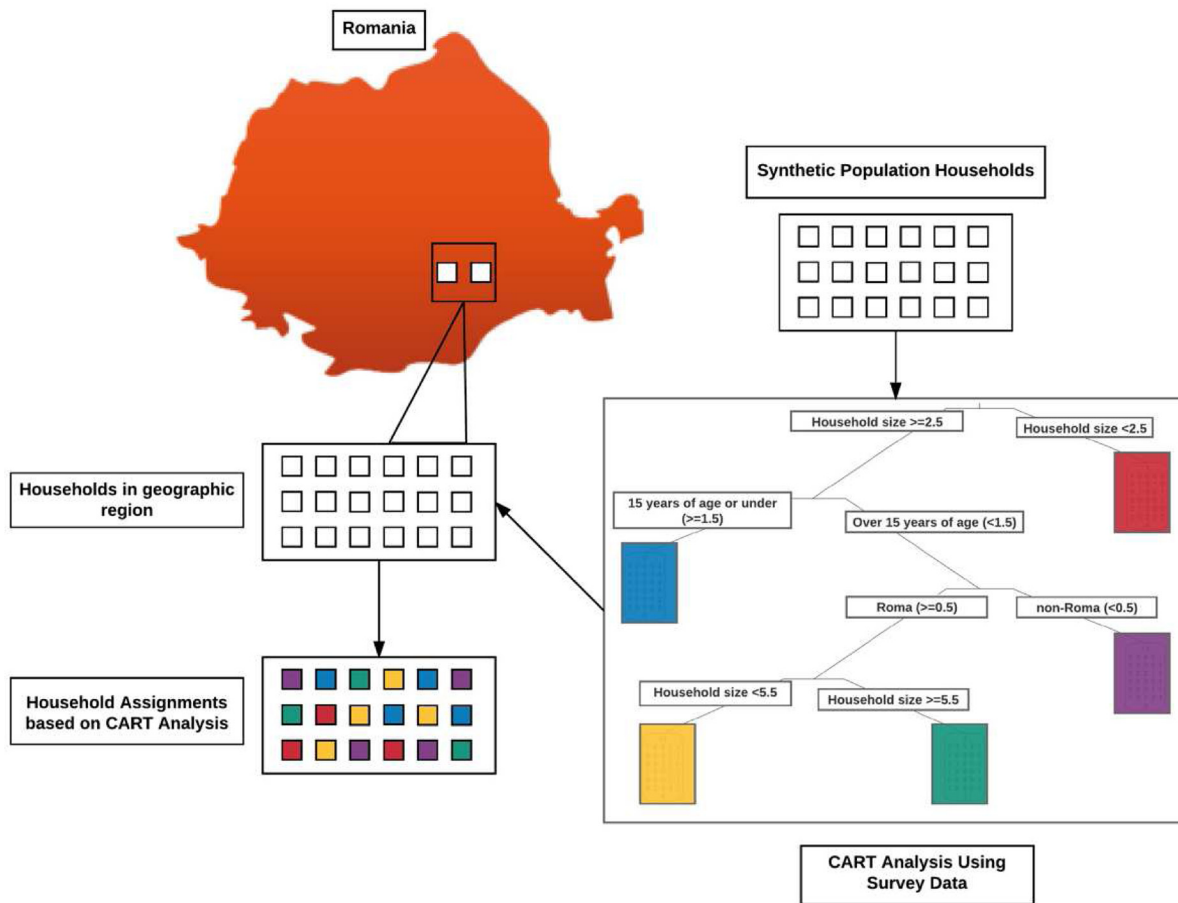 Romania
Synthetic Population Households
Household size >=2.5
Household size <2.5
Households in geographic
region
15 years of age or under
(>=1.5)
Over 15 years of age (<1.5)
Roma (>=0.5)
non-Roma (<0.5)
Household Assignments
based on CART Analysis
Household size <5.5
Household size >=5.5
CART Analysis Using
Survey Data